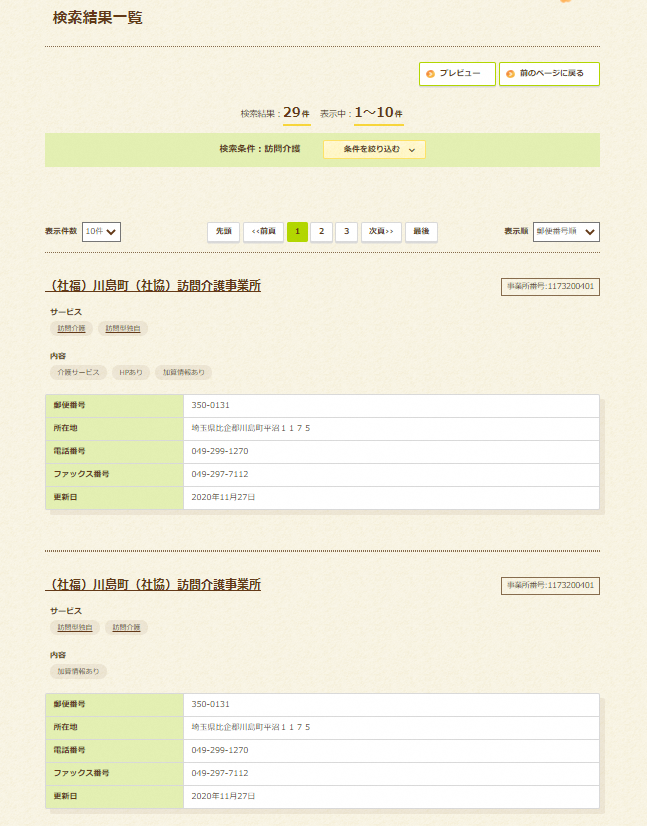 検索結果一覧
プレビュー 前のページに戻る
検索結果：29件 表示中：1～10件
検索条件：訪問介護 条件を絞り込む
表示件数 10件 先頭 <<前頁 1 2 3 次頁>> 最後 表示順 郵便番号順
（社福）川島町（社協）訪問介護事業所 事業所番号:1173200401
サービス
訪問介護 訪問型独自
内容
介護サービス HPあり 加算情報あり
郵便番号 350-0131
所在地 埼玉県比企郡川島町平沼１１７５
電話番号 049-299-1270
ファックス番号 049-297-7112
更新日 2020年11月27日
（社福）川島町（社協）訪問介護事業所 事業所番号:1173200401
サービス
訪問型独自 訪問介護
内容
加算情報あり
郵便番号 350-0131
所在地 埼玉県比企郡川島町平沼１１７５
電話番号 049-299-1270
ファックス番号 049-297-7112
更新日 2020年11月27日